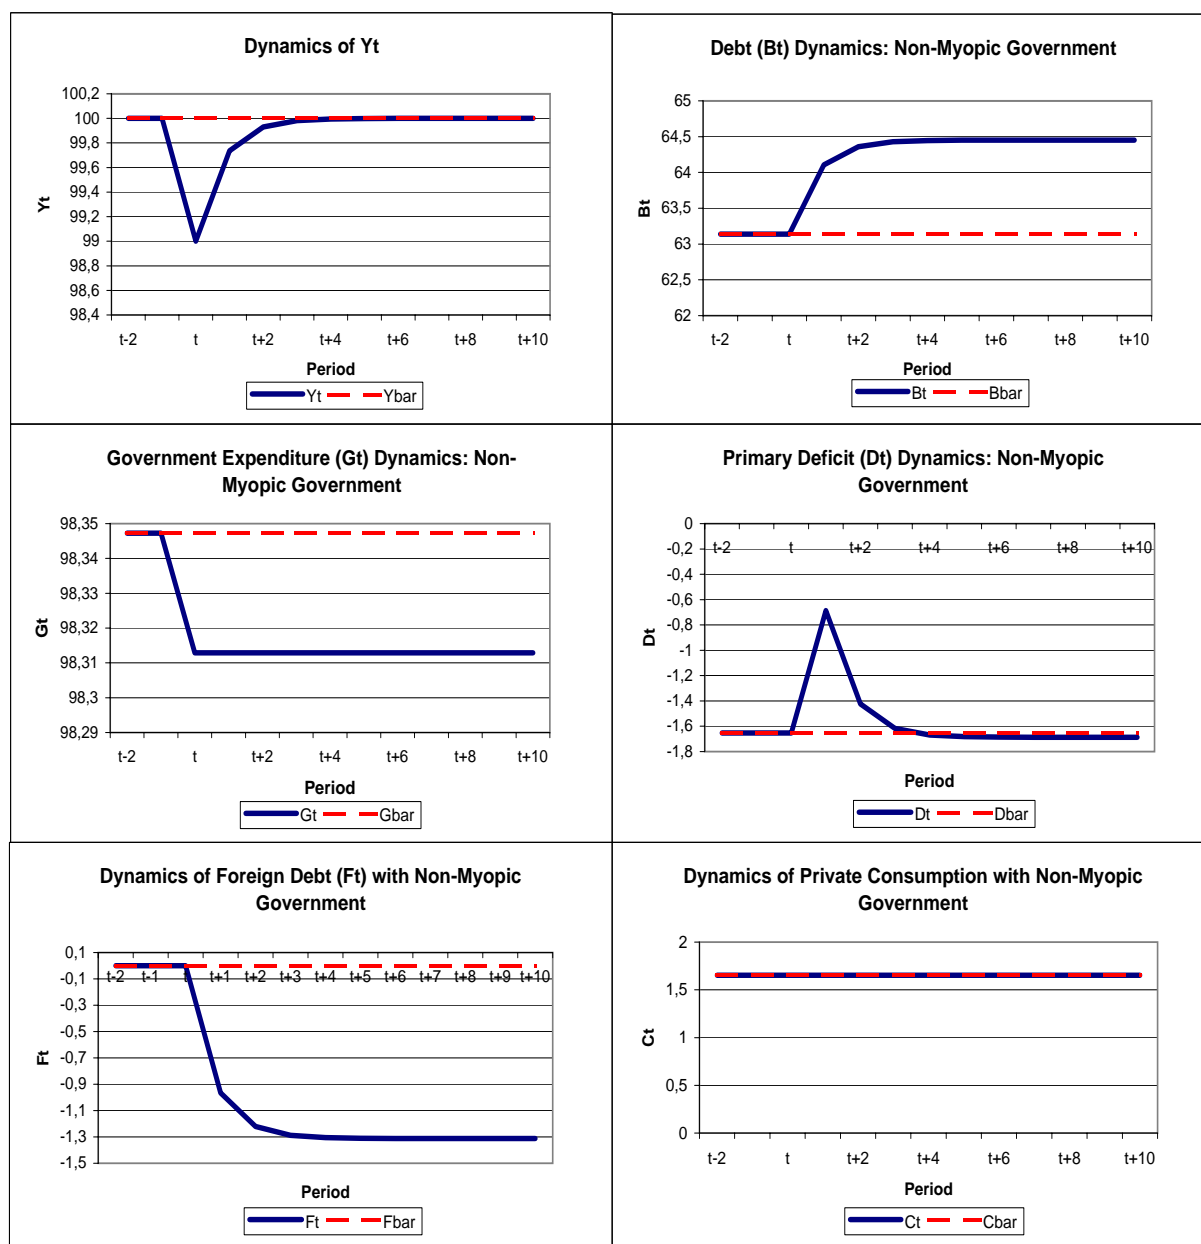 Dynamics of Yt
100,2
100
99,8
99,6
99,4
99,2
99
98,8
98,6
98,4
Yt
t-2 t t+2 t+4 t+6 t+8 t+10
Period
Yt Ybar
Debt (Bt) Dynamics: Non-Myopic Government
65
64,5
64
63,5
63
62,5
62
Bt
t-2 t t+2 t+4 t+6 t+8 t+10
Period
Bt Bbar
Government Expenditure (Gt) Dynamics: Non-
Myopic Government
98,35
98,34
98,33
98,32
98,31
98,3
98,29
Gt
t-2 t t+2 t+4 t+6 t+8 t+10
Period
Gt Gbar
Primary Deficit (Dt) Dynamics: Non-Myopic
Government
0
-0,2
-0,4
-0,6
-0,8
-1
-1,2
-1,4
-1,6
-1,8
Dt
t-2 t t+2 t+4 t+6 t+8 t+10
Period
Dt Dbar
Dynamics of Foreign Debt (Ft) with Non-Myopic
Government
0,1
-0,1
-0,3
-0,5
-0,7
-0,9
-1,1
-1,3
-1,5
Ft
t-2 t-1 t t+1 t+2 t+3 t+4 t+5 t+6 t+7 t+8 t+9 t+10
Period
Ft Fbar
Dynamics of Private Consumption with Non-Myopic
Government
2
1,5
1
0,5
0
Ct
t-2 t t+2 t+4 t+6 t+8 t+10
Period
Ct Cbar